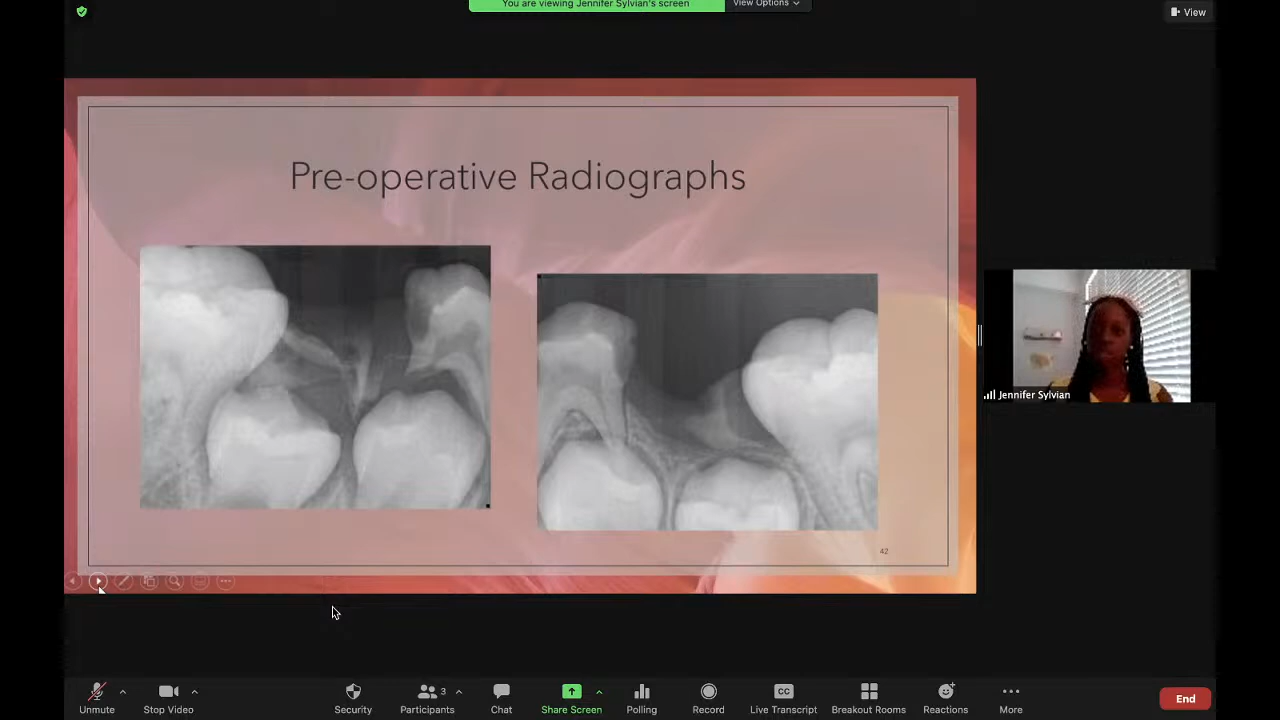 You are viewing Jennifer Sylvian's screen
View Options
View
Pre-operative Radiographs
42
Jennifer Sylvian
Unmute
Stop Video
Security
Participants
3
Chat
Share Screen
Polling
Record
CC
Live Transcript
Breakout Rooms
Reactions
More
End